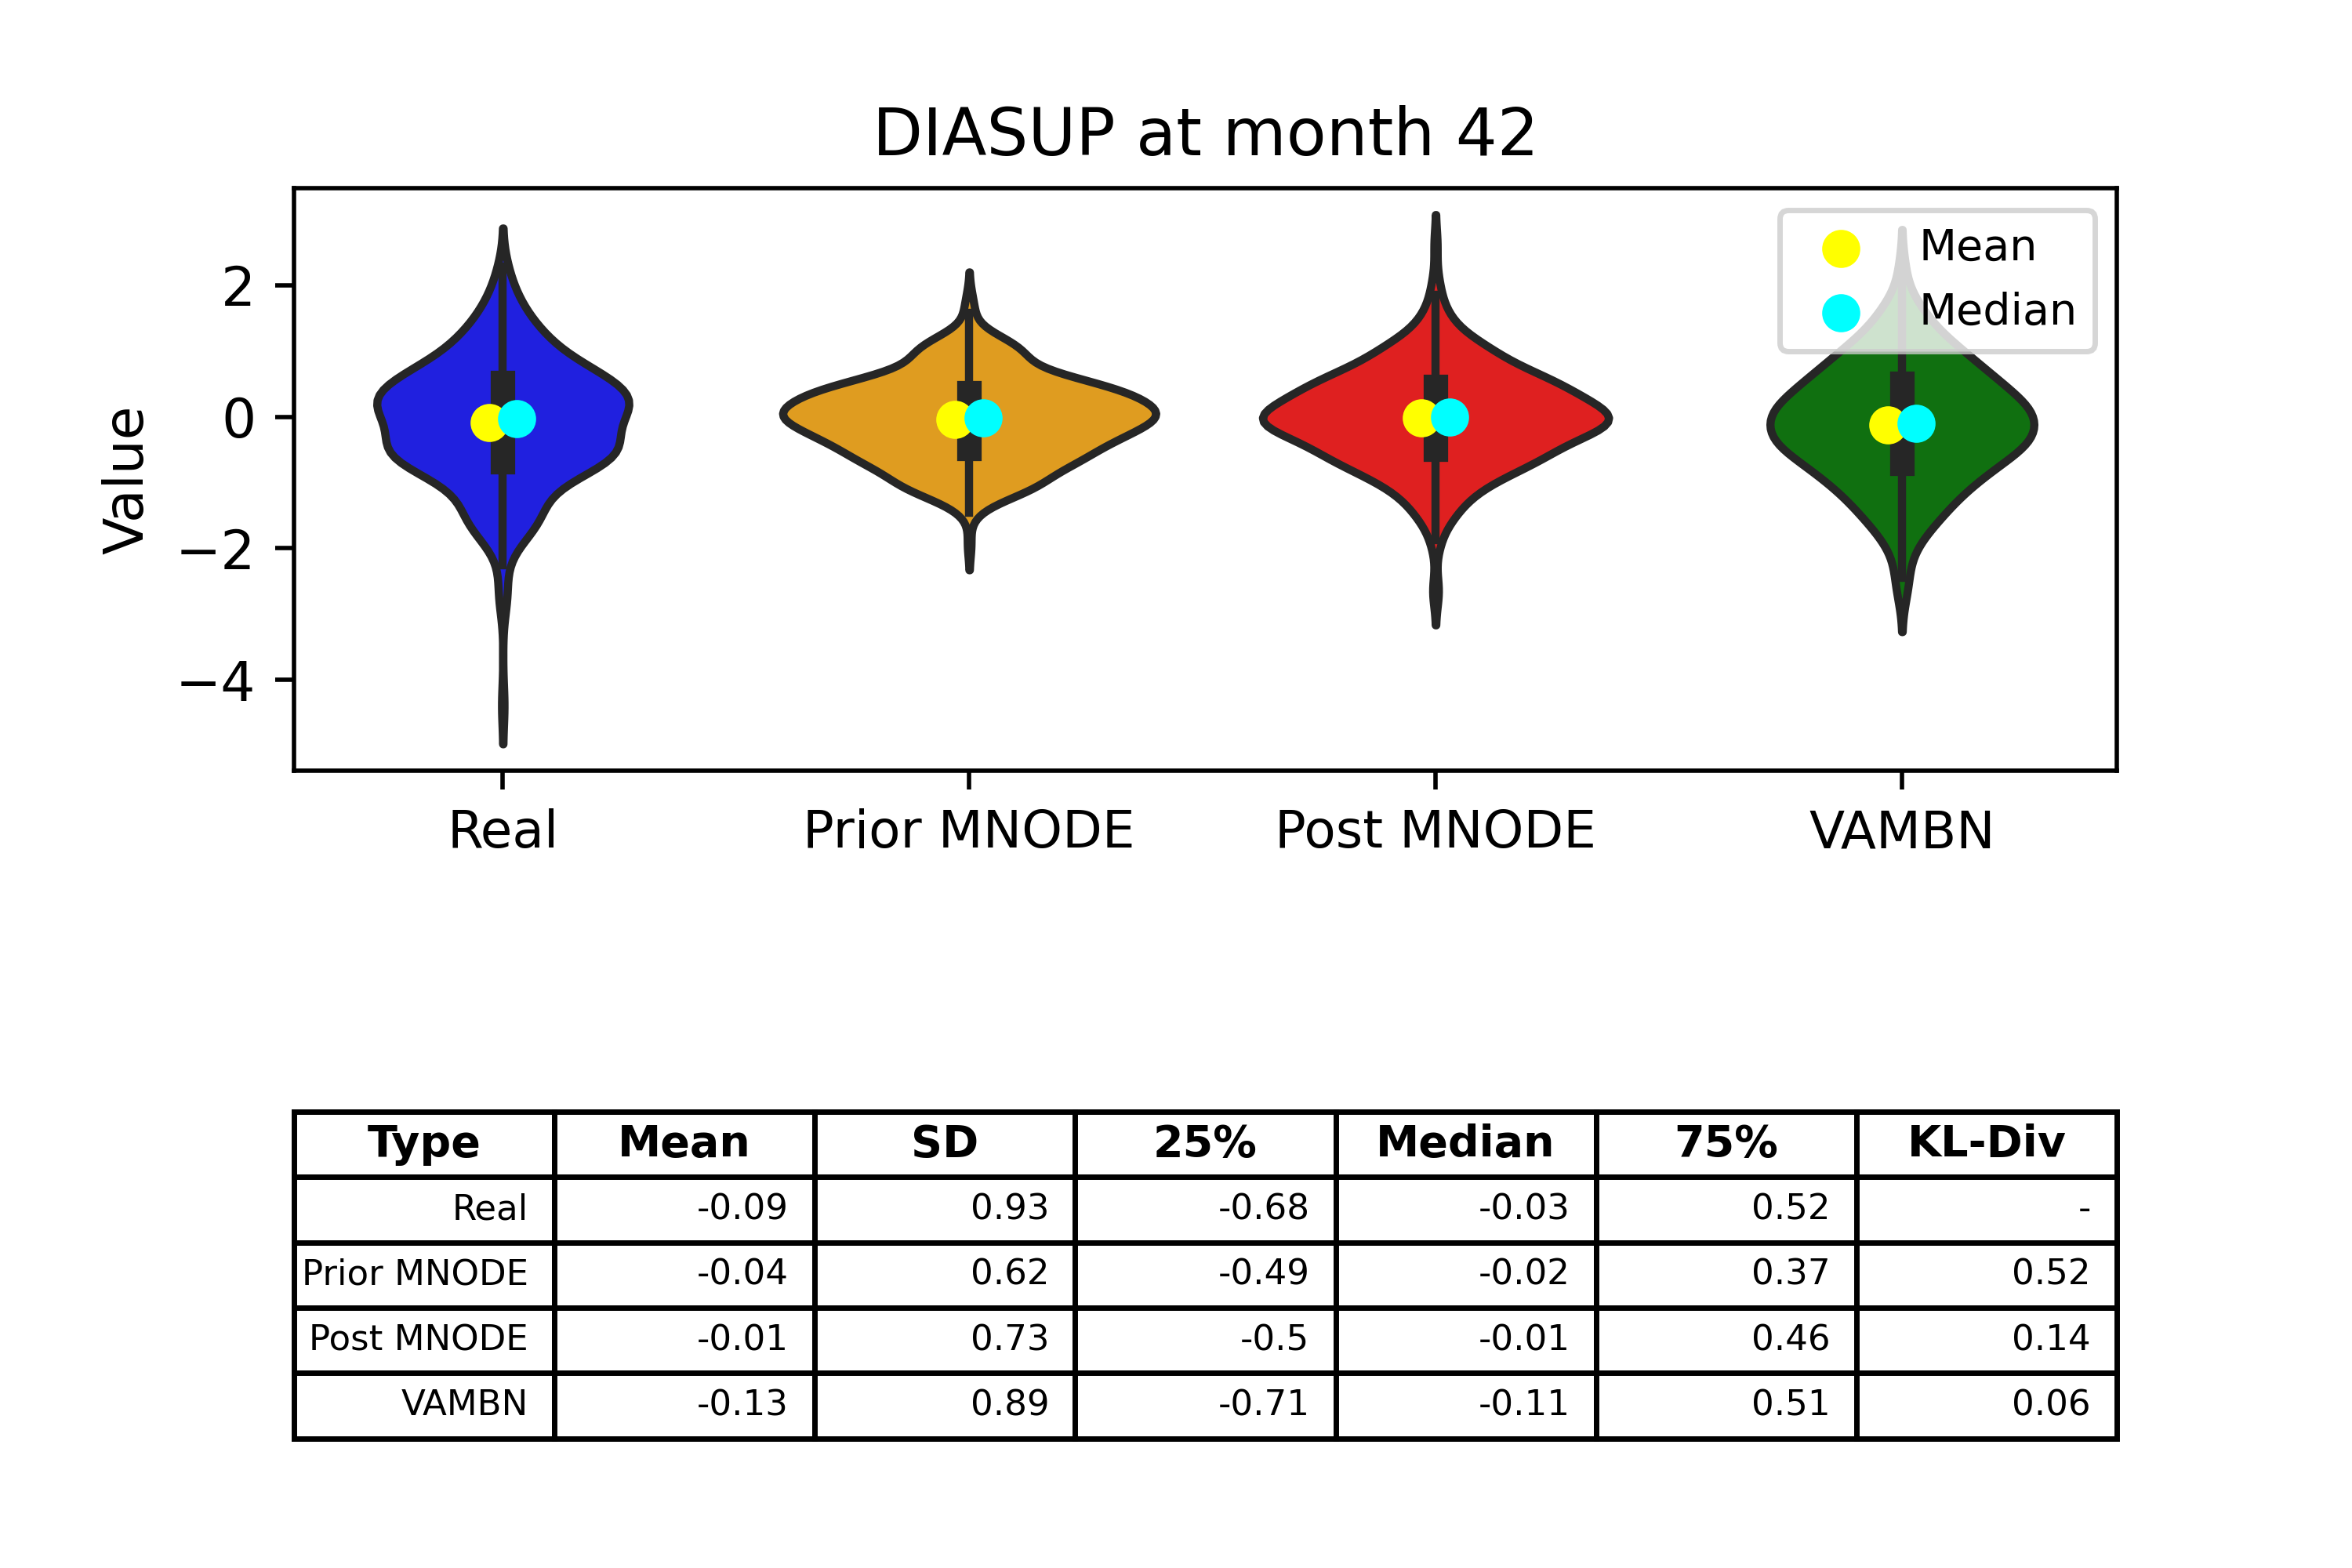 DIASUP at month 42
Mean
Median
Value
2
0
−2
−4
Real Prior MNODE Post MNODE VAMBN
Type Mean SD 25% Median 75% KL-Div
Real -0.09 0.93 -0.68 -0.03 0.52 -
Prior MNODE -0.04 0.62 -0.49 -0.02 0.37 0.52
Post MNODE -0.01 0.73 -0.5 -0.01 0.46 0.14
VAMBN -0.13 0.89 -0.71 -0.11 0.51 0.06